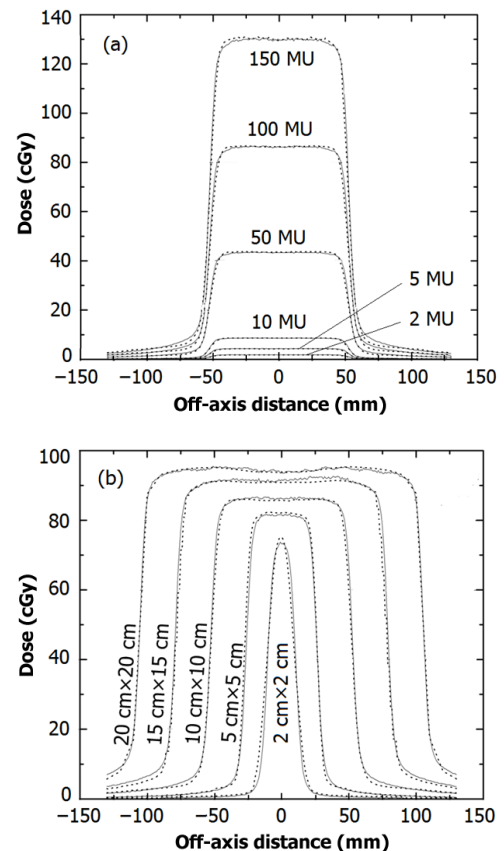 (a)
140
120
100
80
60
40
20
10
0
Dose (cGy)
150 MU
100 MU
50 MU
10 MU
5 MU
2 MU
−150 −100 −50 0 50 100 150
Off-axis distance (mm)
(b)
100
80
60
40
20
0
Dose (cGy)
20 cm×20 cm
15 cm×15 cm
10 cm×10 cm
5 cm×5 cm
2 cm×2 cm
−150 −100 −50 0 50 100 150
Off-axis distance (mm)